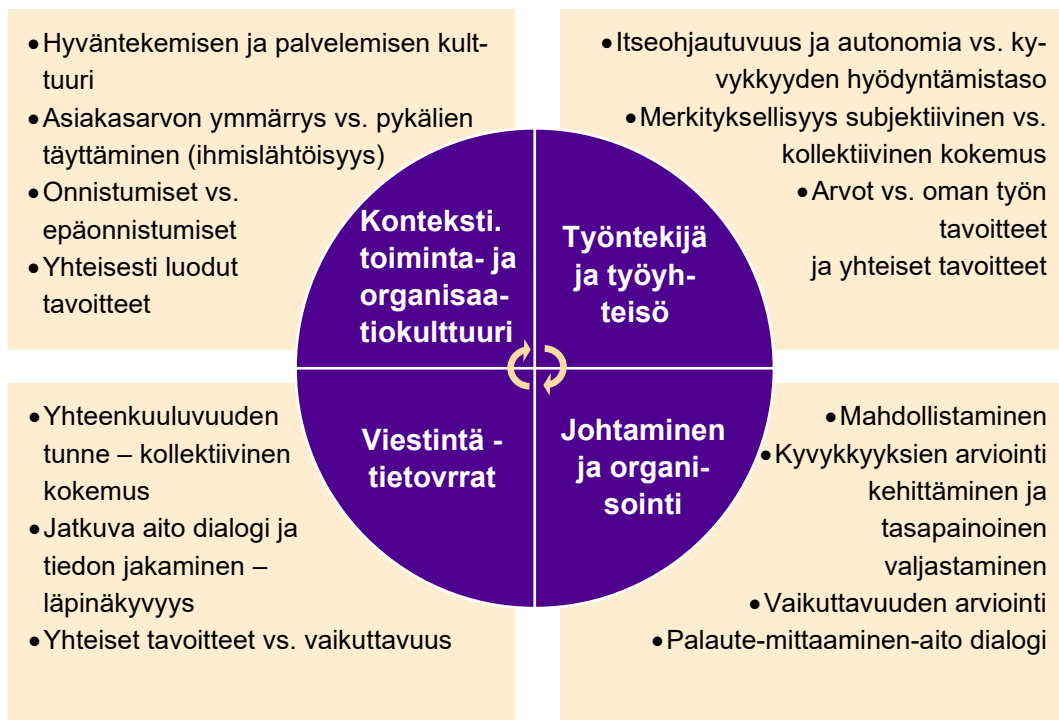 •Hyväntekemisen ja palvelemisen kult-
tuuri
•Asiakasarvon ymmärrys vs. pykälien
täyttäminen (ihmislähtöisyys)
•Onnistumiset vs.
epäonnistumiset
•Yhteisesti luodut
tavoitteet
•Itseohjautuvuus ja autonomia vs. ky-
vykkyyden hyödyntämistaso
•Merkityksellisyys subjektiivinen vs.
kollektiivinen kokemus
•Arvot vs. oman työn
tavoitteet
ja yhteiset tavoitteet
Konteksti.
toiminta- ja
organisaa-
tiokulttuuri
Työntekijä
ja työyh-
teisö
Viestintä -
tietovrrat
Johtaminen
ja organi-
sointi
•Yhteenkuuluvuuden
tunne – kollektiivinen
kokemus
•Jatkuva aito dialogi ja
tiedon jakaminen –
läpinäkyvyys
•Yhteiset tavoitteet vs. vaikuttavuus
•Mahdollistaminen
•Kyvykkyyksien arviointi
kehittäminen ja
tasapainoinen
valjastaminen
•Vaikuttavuuden arviointi
•Palaute-mittaaminen-aito dialogi